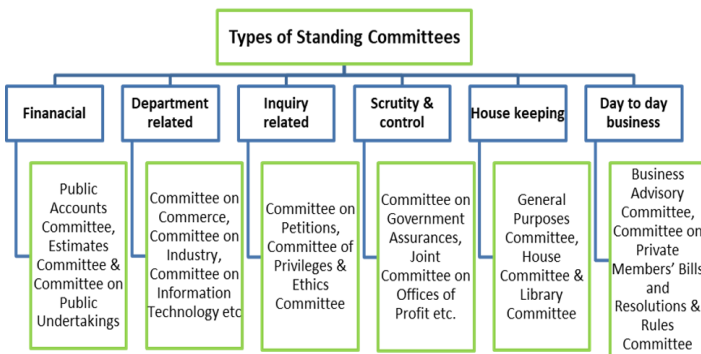 Types of Standing Committees
Finanacial
Department
related
Inquiry
related
Scrutity &
control
House keeping
Day to day
business
Public
Accounts
Committee,
Estimates
Committee &
Committee on
Public
Undertakings
Committee on
Commerce,
Committee on
Industry,
Committee on
Information
Technology etc
Committee on
Petitions,
Committee of
Privileges &
Ethics
Committee
Committee on
Government
Assurances,
Joint
Committee on
Offices of
Profit etc.
General
Purposes
Committee,
House
Committee &
Library
Committee
Business
Advisory
Committee,
Committee on
Private
Members’ Bills
and
Resolutions &
Rules
Committee